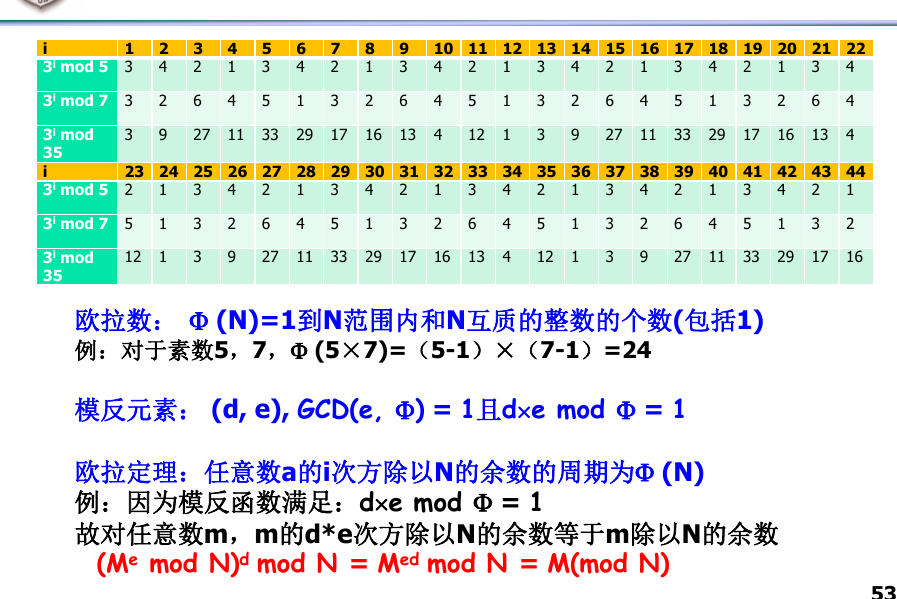 i 1 2 3 4 5 6 7 8 9 10 11 12 13 14 15 16 17 18 19 20 21 22
3ⁱ mod 5 3 4 2 1 3 4 2 1 3 4 2 1 3 4 2 1 3 4 2 1 3 4
3ⁱ mod 7 3 2 6 4 5 1 3 2 6 4 5 1 3 2 6 4 5 1 3 2 6 4
3ⁱ mod 35 3 9 27 11 33 29 17 16 13 4 12 1 3 9 27 11 33 29 17 16 13 4
i 23 24 25 26 27 28 29 30 31 32 33 34 35 36 37 38 39 40 41 42 43 44
3ⁱ mod 5 2 1 3 4 2 1 3 4 2 1 3 4 2 1 3 4 2 1 3 4 2 1
3ⁱ mod 7 5 1 3 2 6 4 5 1 3 2 6 4 5 1 3 2 6 4 5 1 3 2
3ⁱ mod 35 12 1 3 9 27 11 33 29 17 16 13 4 12 1 3 9 27 11 33 29 17 16
欧拉数： Φ (N)=1到N范围内和N互质的整数的个数(包括1)
例：对于素数5，7，Φ (5×7)=（5-1）×（7-1）=24
模反元素： (d, e), GCD(e, Φ) = 1且d×e mod Φ = 1
欧拉定理：任意数a的i次方除以N的余数的周期为Φ (N)
例：因为模反函数满足：d×e mod Φ = 1
故对任意数m，m的d*e次方除以N的余数等于m除以N的余数
(Mᵉ mod N)ᵈ mod N = Mᵉᵈ mod N = M(mod N)
53